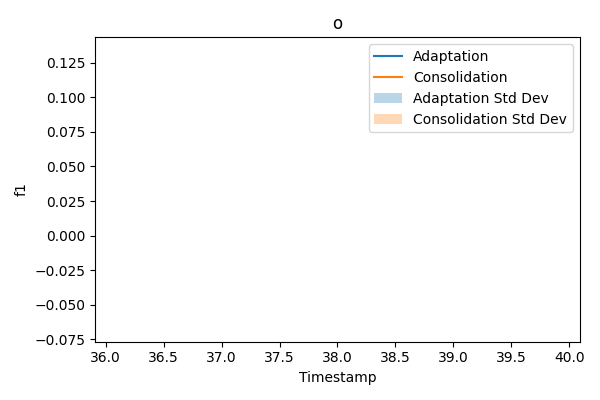 o
Adaptation
Consolidation
Adaptation Std Dev
Consolidation Std Dev
f1
0.125
0.100
0.075
0.050
0.025
0.000
−0.025
−0.050
−0.075
36.0 36.5 37.0 37.5 38.0 38.5 39.0 39.5 40.0
Timestamp